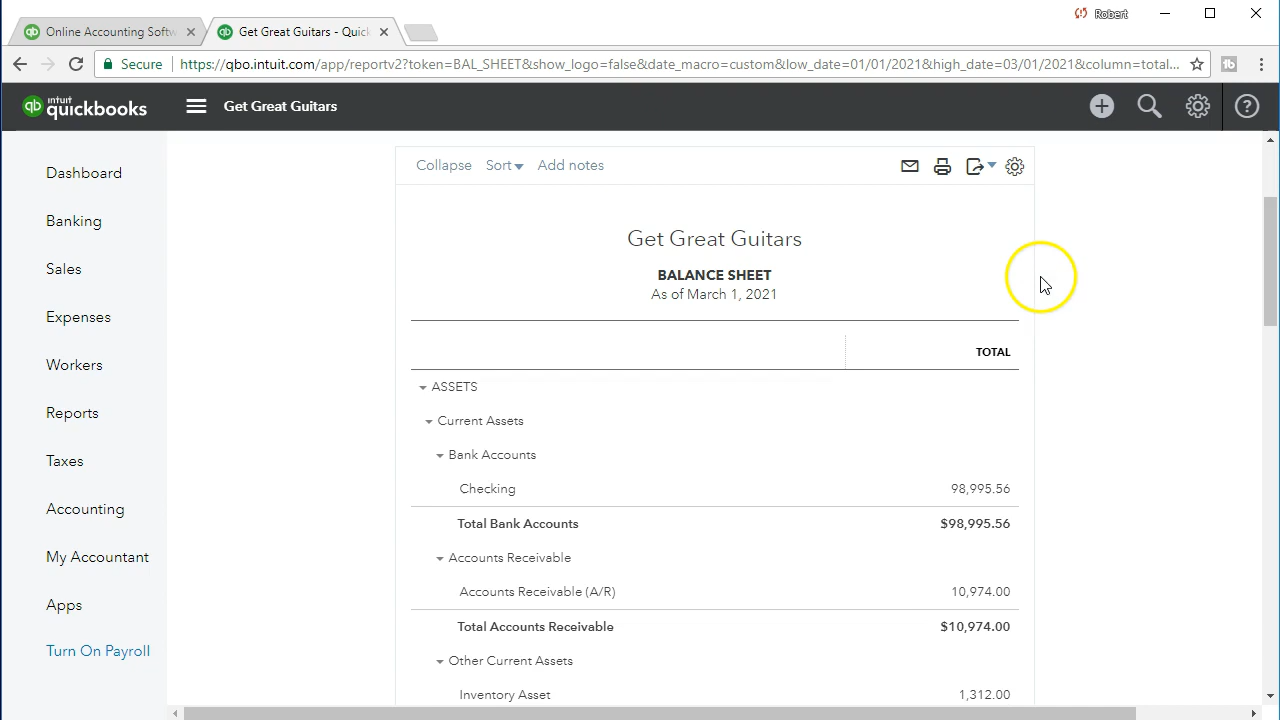 Robert
Online Accounting Softw
Get Great Guitars - Quick
Secure
https://qbo.intuit.com/app/reportv2?token=BAL_SHEET&show_logo=false&date_macro=custom&low_date=01/01/2021&high_date=03/01/2021&column=total...
intuit quickbooks
Get Great Guitars
Dashboard
Banking
Sales
Expenses
Workers
Reports
Taxes
Accounting
My Accountant
Apps
Turn On Payroll
Collapse Sort Add notes
Get Great Guitars
BALANCE SHEET
As of March 1, 2021
TOTAL
ASSETS
Current Assets
Bank Accounts
Checking 98,995.56
Total Bank Accounts $98,995.56
Accounts Receivable
Accounts Receivable (A/R) 10,974.00
Total Accounts Receivable $10,974.00
Other Current Assets
Inventory Asset 1,312.00